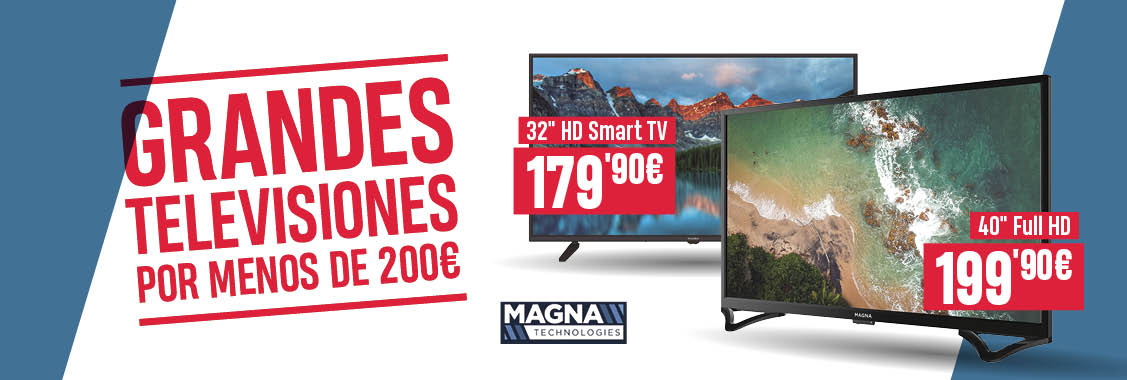 GRANDES
TELEVISIONES
POR MENOS DE 200€
32" HD Smart TV
179'90€
40" Full HD
199'90€
MAGNA
TECHNOLOGIES
MAGNA